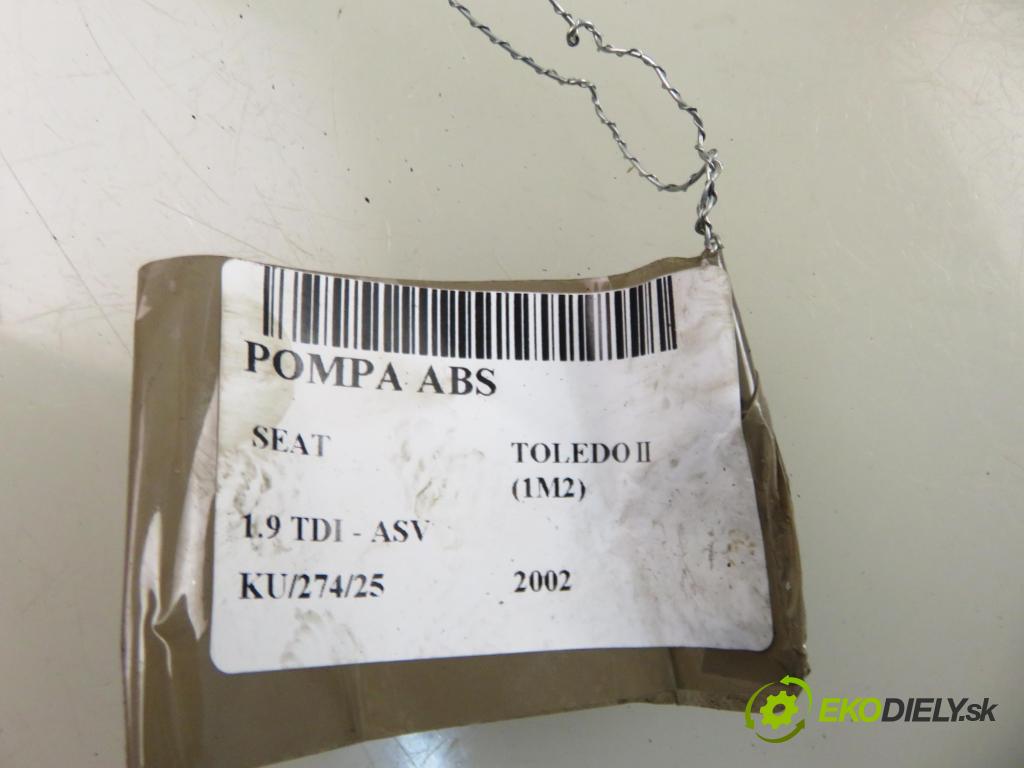 POMPA ABS
SEAT TOLEDO II
(1M2)
1.9 TDI - ASV
KU/274/25 2002
EKODIELY.sk